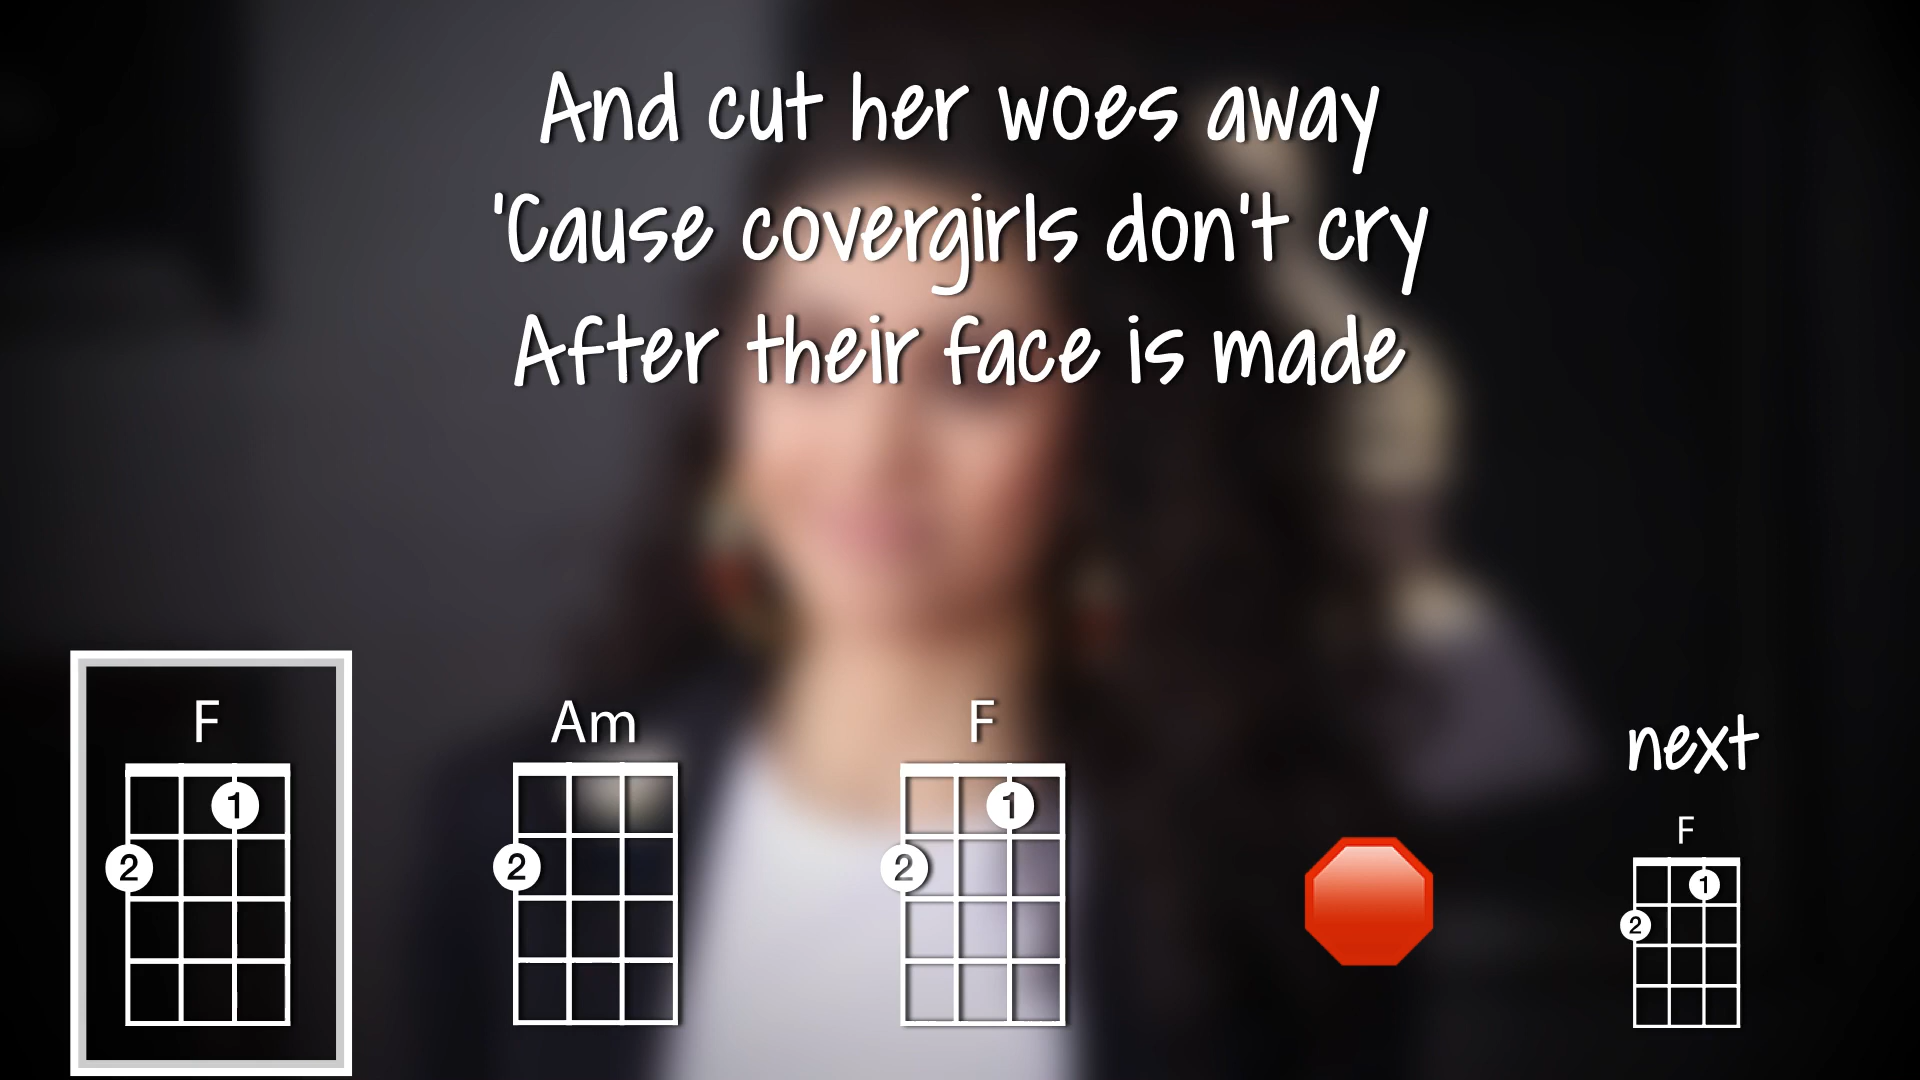 And cut her woes away
'Cause covergirls don't cry
After their face is made
F
Am
F
next
F
1
2
2
1
2
1
2